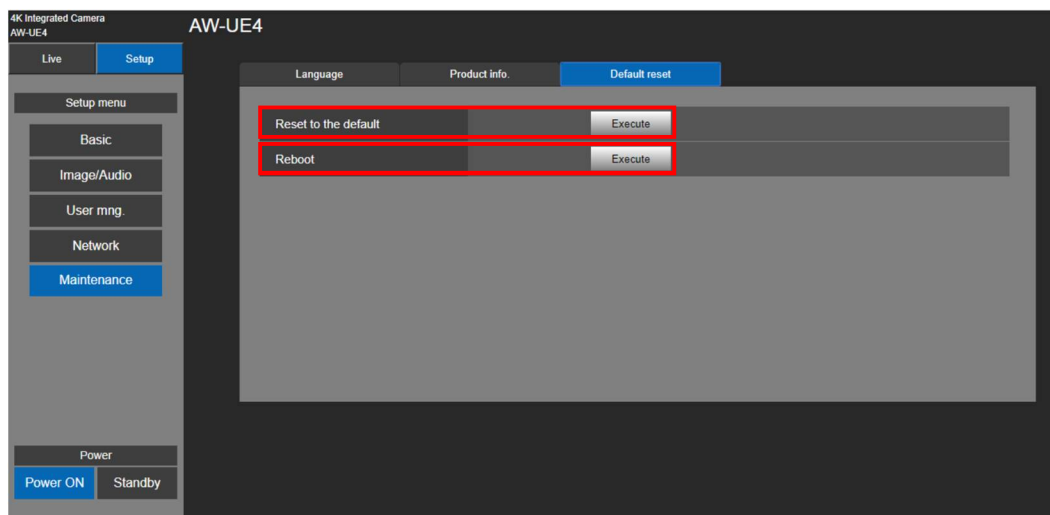 4K Integrated Camera
AW-UE4
AW-UE4
Live Setup
Setup menu
Basic
Image/Audio
User mng.
Network
Maintenance
Power
Power ON Standby
Language Product info. Default reset
Reset to the default Execute
Reboot Execute